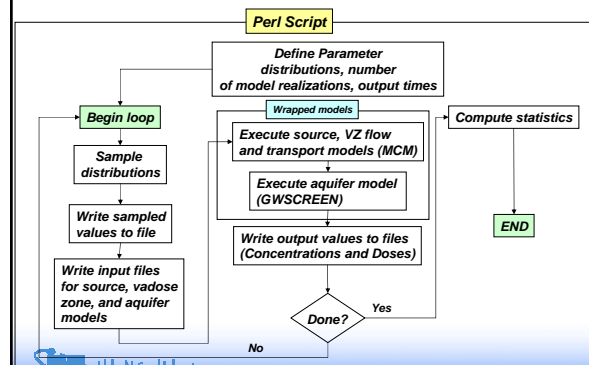 Perl Script
Define Parameter
distributions, number
of model realizations, output times
Begin loop
Sample
distributions
Write sampled
values to file
Write input files
for source, vadose
zone, and aquifer
models
Wrapped models
Execute source, VZ flow
and transport models (MCM)
Execute aquifer model
(GWSCREEN)
Write output values to files
(Concentrations and Doses)
Done?
Yes
No
Compute statistics
END